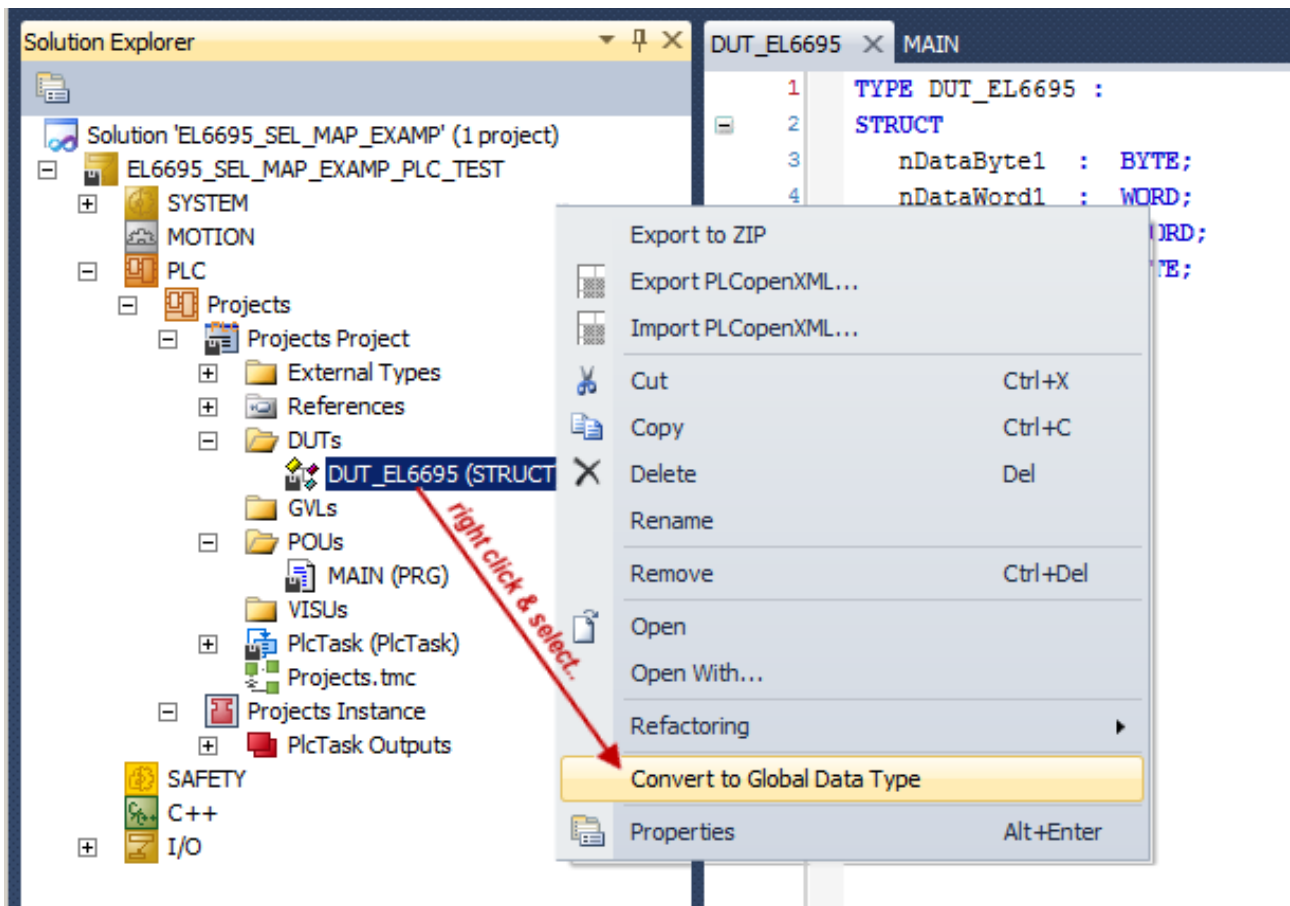 Solution Explorer
Solution 'EL6695_SEL_MAP_EXAMP' (1 project)
EL6695_SEL_MAP_EXAMP_PLC_TEST
SYSTEM
MOTION
PLC
Projects
PLC
Projects Project
External Types
References
DUTs
DUT_EL6695 (STRUCT
GVLs
POUs
MAIN (PRG)
VISUs
PlcTask (PlcTask)
Projects.tmc
Projects Instance
PlcTask Outputs
SAFETY
C++
I/O
right click & select..
DUT_EL6695 MAIN
1 TYPE DUT_EL6695 :
2 STRUCT
3 nDataByte1 : BYTE;
4 nDataWord1 : WORD;
ORD;
TE;
Export to ZIP
Export PLCopenXML...
Import PLCopenXML...
Cut Ctrl+X
Copy Ctrl+C
Delete Del
Rename
Remove Ctrl+Del
Open
Open With...
Refactoring
Convert to Global Data Type
Properties Alt+Enter